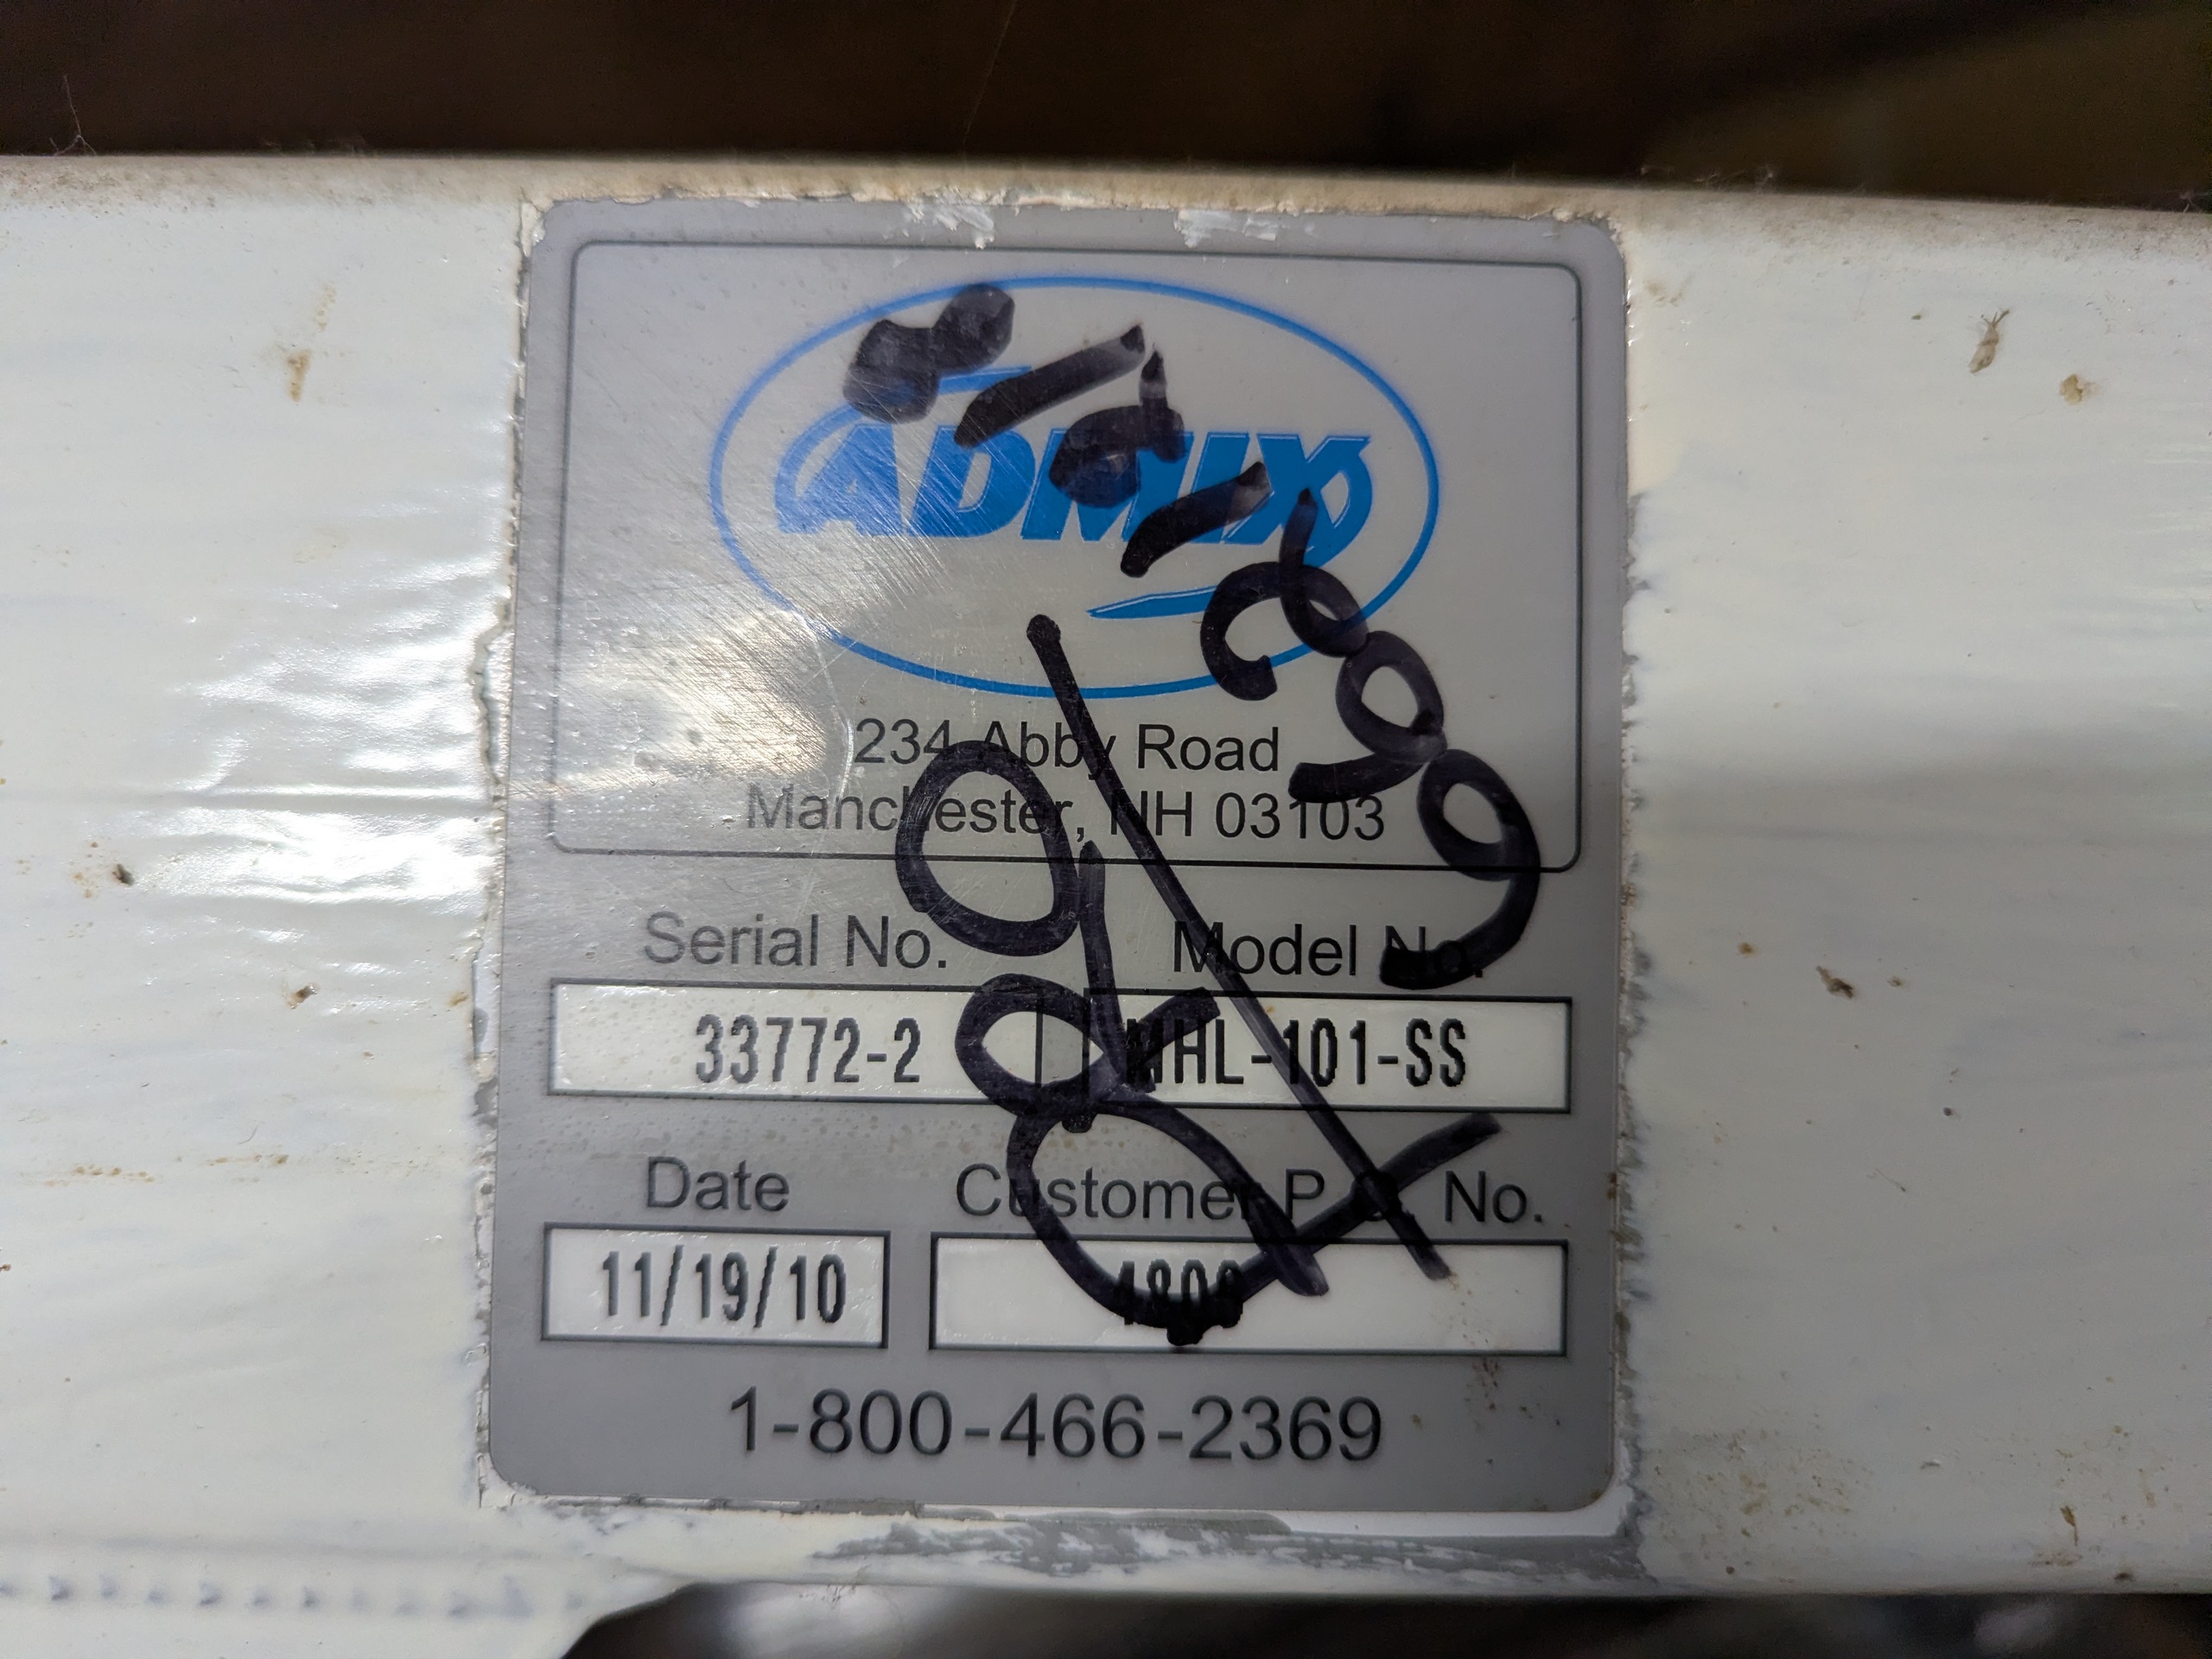 ADMIX
234 Abby Road
Manchester, NH 03103
Serial No. Model No.
33772-2 MHL-101-SS
Date Customer P.O. No.
11/19/10
1-800-466-2369